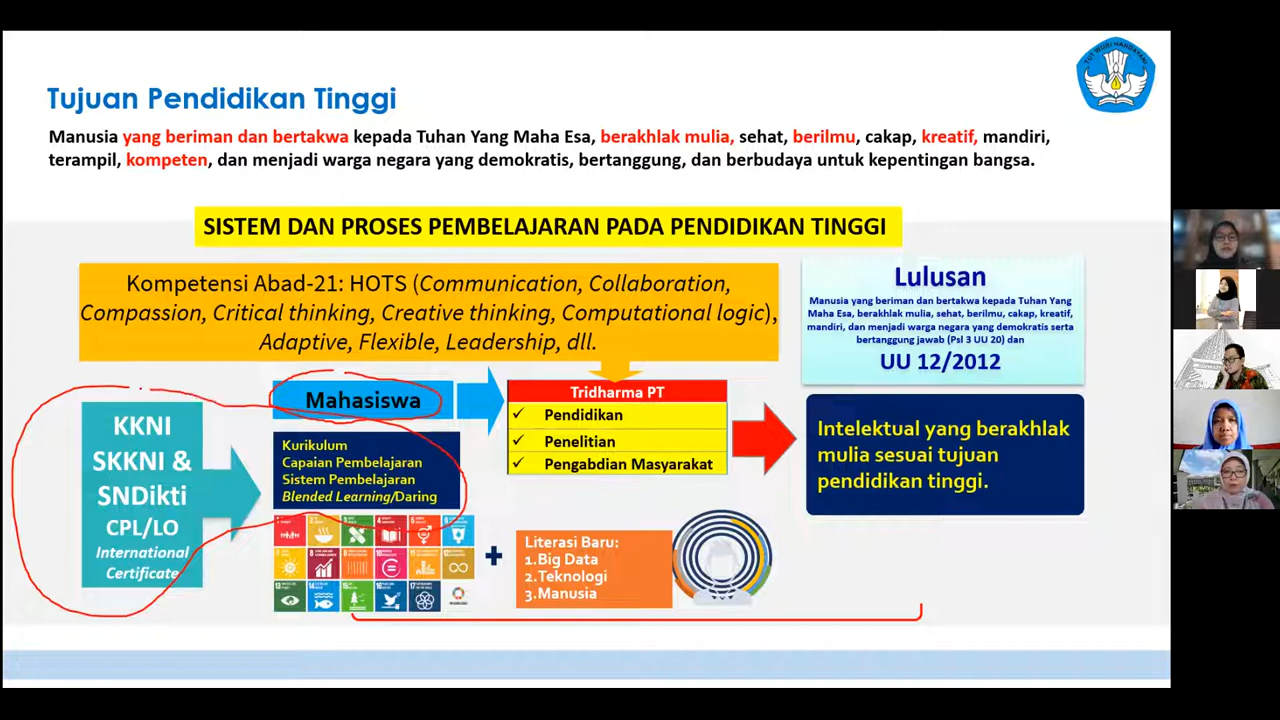 TUT WURI HANDAYANI
Tujuan Pendidikan Tinggi
Manusia yang beriman dan bertakwa kepada Tuhan Yang Maha Esa, berakhlak mulia, sehat, berilmu, cakap, kreatif, mandiri,
terampil, kompeten, dan menjadi warga negara yang demokratis, bertanggung, dan berbudaya untuk kepentingan bangsa.
SISTEM DAN PROSES PEMBELAJARAN PADA PENDIDIKAN TINGGI
Kompetensi Abad-21: HOTS (Communication, Collaboration,
Compassion, Critical thinking, Creative thinking, Computational logic),
Adaptive, Flexible, Leadership, dll.
Lulusan
Manusia yang beriman dan bertakwa kepada Tuhan Yang
Maha Esa, berakhlak mulia, sehat, berilmu, cakap, kreatif,
mandiri, dan menjadi warga negara yang demokratis serta
bertanggung jawab (Psl 3 UU 20) dan
UU 12/2012
KKNI
SKKNI &
SNDikti
CPL/LO
International
Certificate
Mahasiswa
Kurikulum
Capaian Pembelajaran
Sistem Pembelajaran
Blended Learning/Daring
Tridharma PT
✓ Pendidikan
✓ Penelitian
✓ Pengabdian Masyarakat
Intelektual yang berakhlak
mulia sesuai tujuan
pendidikan tinggi.
+
Literasi Baru:
1.Big Data
2.Teknologi
3.Manusia